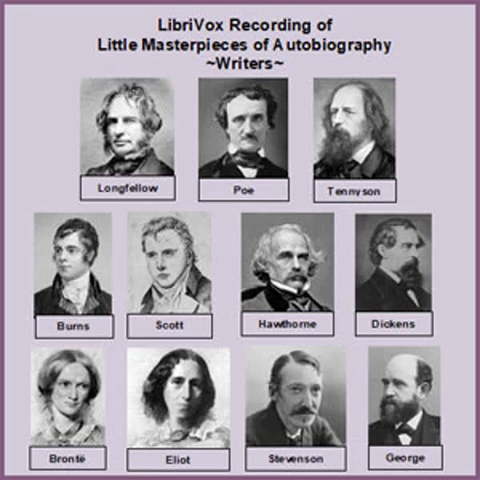 LibriVox Recording of
Little Masterpieces of Autobiography
~Writers~
Longfellow
Poe
Tennyson
Burns
Scott
Hawthorne
Dickens
Brontë
Eliot
Stevenson
George